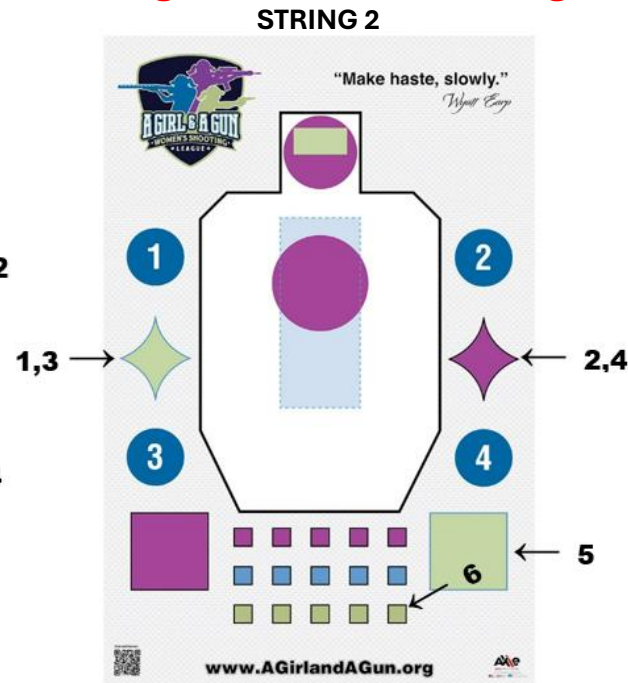 STRING 2
"Make haste, slowly."
Wyatt Earp
A GIRL & A GUN
WOMEN'S SHOOTING
LEAGUE
1
2
2
1,3
2,4
3
4
5
6
www.AGirlandAGun.org